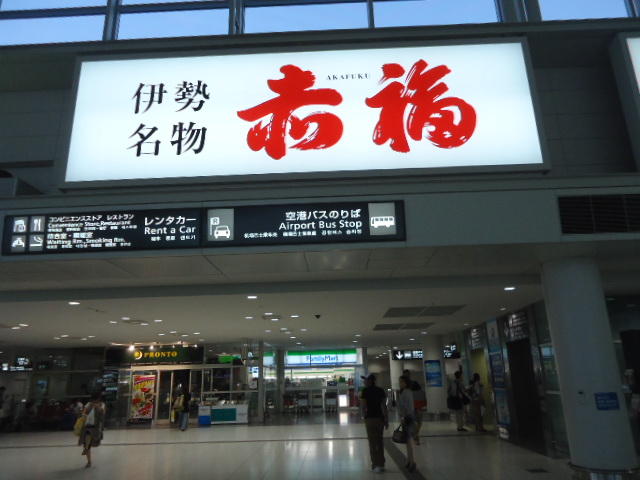 伊勢
名物
赤福
AKAFUKU
コンビニエンスストア レストラン
Convenience Store, Restaurant
待合室・喫煙室
Waiting Rm., Smoking Rm.
レンタカー
Rent a Car
空港バスのりば
Airport Bus Stop
PRONTO
FamilyMart